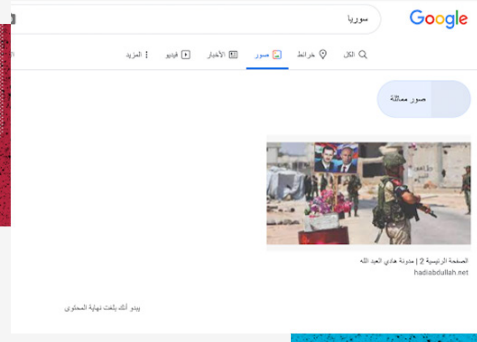 Google
سوريا
الكل خرائط صور الأخبار فيديو المزيد
صور مماثلة
الصفحة الرئيسية 2 | مدونة هادي العبد الله
hadiabdullah.net
يبدو أنك بلغت نهاية المحتوى